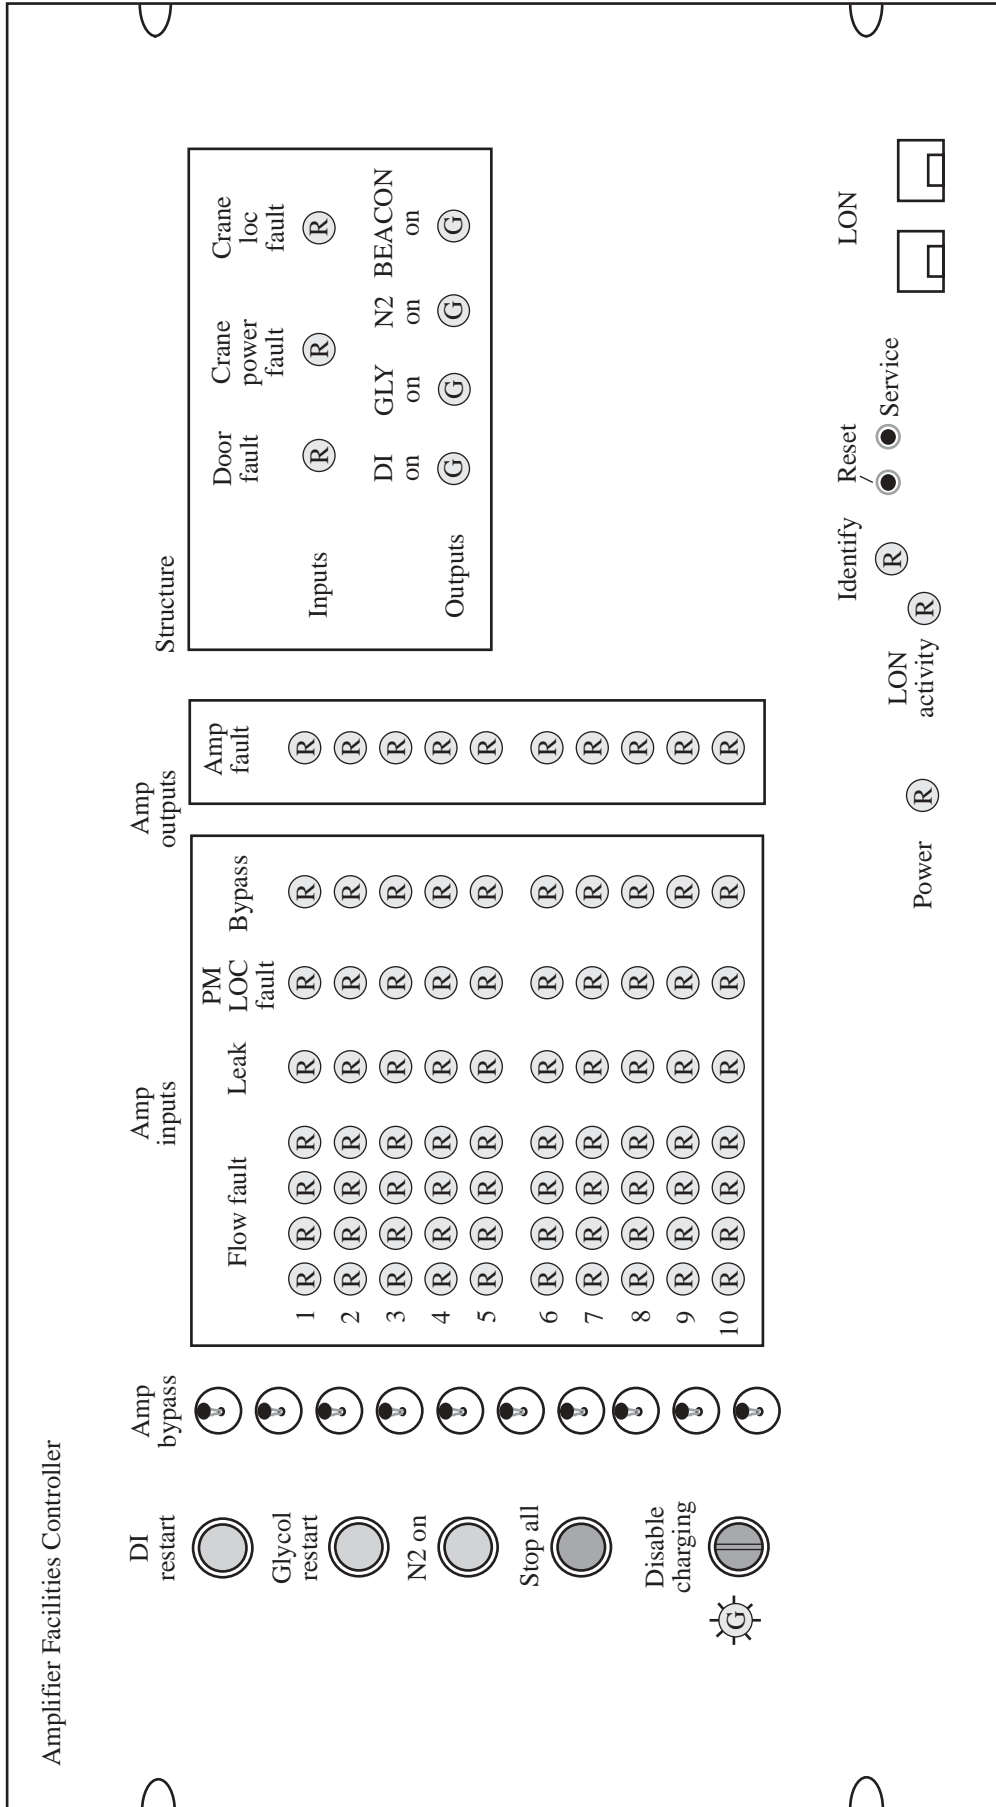 Amplifier Facilities Controller
DI
restart
Glycol
restart
N2 on
Stop all
Disable
charging
G
Amp
bypass
Amp
inputs
Flow fault
Leak
PM
LOC
fault
Bypass
1 R R R R R R R
2 R R R R R R R
3 R R R R R R R
4 R R R R R R R
5 R R R R R R R
6 R R R R R R R
7 R R R R R R R
8 R R R R R R R
9 R R R R R R R
10 R R R R R R R
Amp
outputs
Amp
fault
R
R
R
R
R
R
R
R
R
R
Structure
Door
fault
Crane
power
fault
Crane
loc
fault
Inputs R R R
DI
on
GLY
on
N2
on
BEACON
on
Outputs G G G G
Power R
LON
activity R
Identify / Reset
R
Service
LON